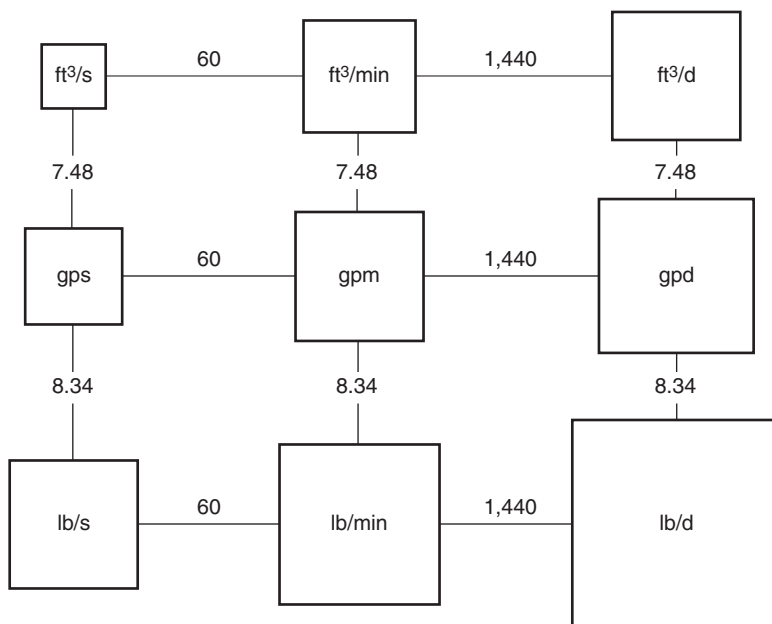 60 1,440
ft³/s ft³/min ft³/d
7.48 7.48 7.48
60 1,440
gps gpm gpd
8.34 8.34 8.34
60 1,440
lb/s lb/min lb/d